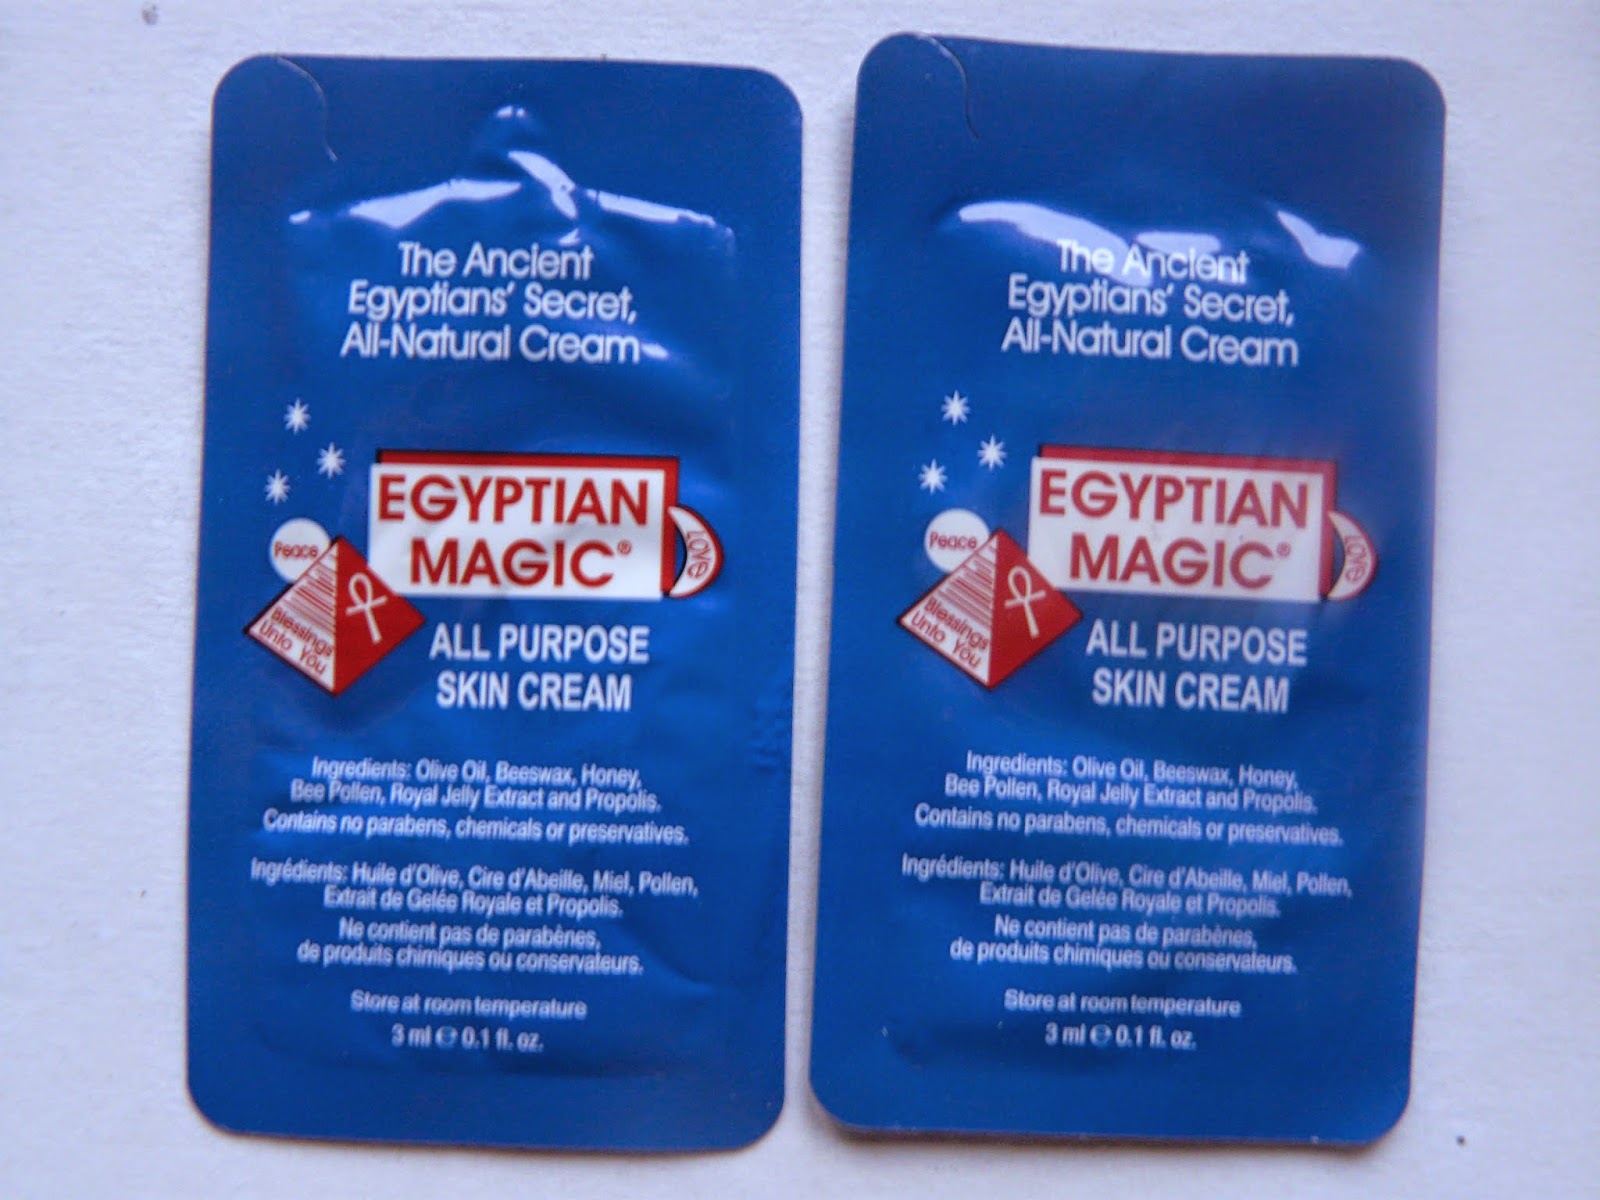 The Ancient
Egyptians' Secret,
All-Natural Cream
EGYPTIAN
MAGIC®
Peace
LOVE
Blessings
Unto You
ALL PURPOSE
SKIN CREAM
Ingredients: Olive Oil, Beeswax, Honey,
Bee Pollen, Royal Jelly Extract and Propolis.
Contains no parabens, chemicals or preservatives.
Ingrédients: Huile d'Olive, Cire d'Abeille, Miel, Pollen,
Extrait de Gelée Royale et Propolis.
Ne contient pas de parabènes,
de produits chimiques ou conservateurs.
Store at room temperature
3 ml ℮ 0.1 fl. oz.
The Ancient
Egyptians' Secret,
All-Natural Cream
EGYPTIAN
MAGIC®
Peace
LOVE
Blessings
Unto You
ALL PURPOSE
SKIN CREAM
Ingredients: Olive Oil, Beeswax, Honey,
Bee Pollen, Royal Jelly Extract and Propolis.
Contains no parabens, chemicals or preservatives.
Ingrédients: Huile d'Olive, Cire d'Abeille, Miel, Pollen,
Extrait de Gelée Royale et Propolis.
Ne contient pas de parabènes,
de produits chimiques ou conservateurs.
Store at room temperature
3 ml ℮ 0.1 fl. oz.